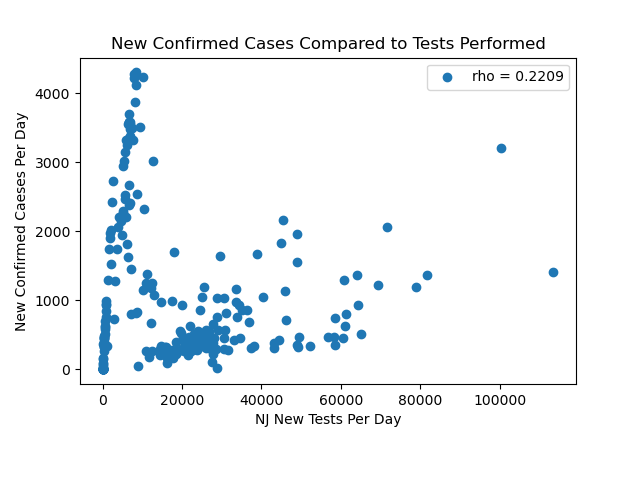 New Confirmed Cases Compared to Tests Performed
rho = 0.2209
New Confirmed Caeses Per Day
4000
3000
2000
1000
0
0 20000 40000 60000 80000 100000
NJ New Tests Per Day